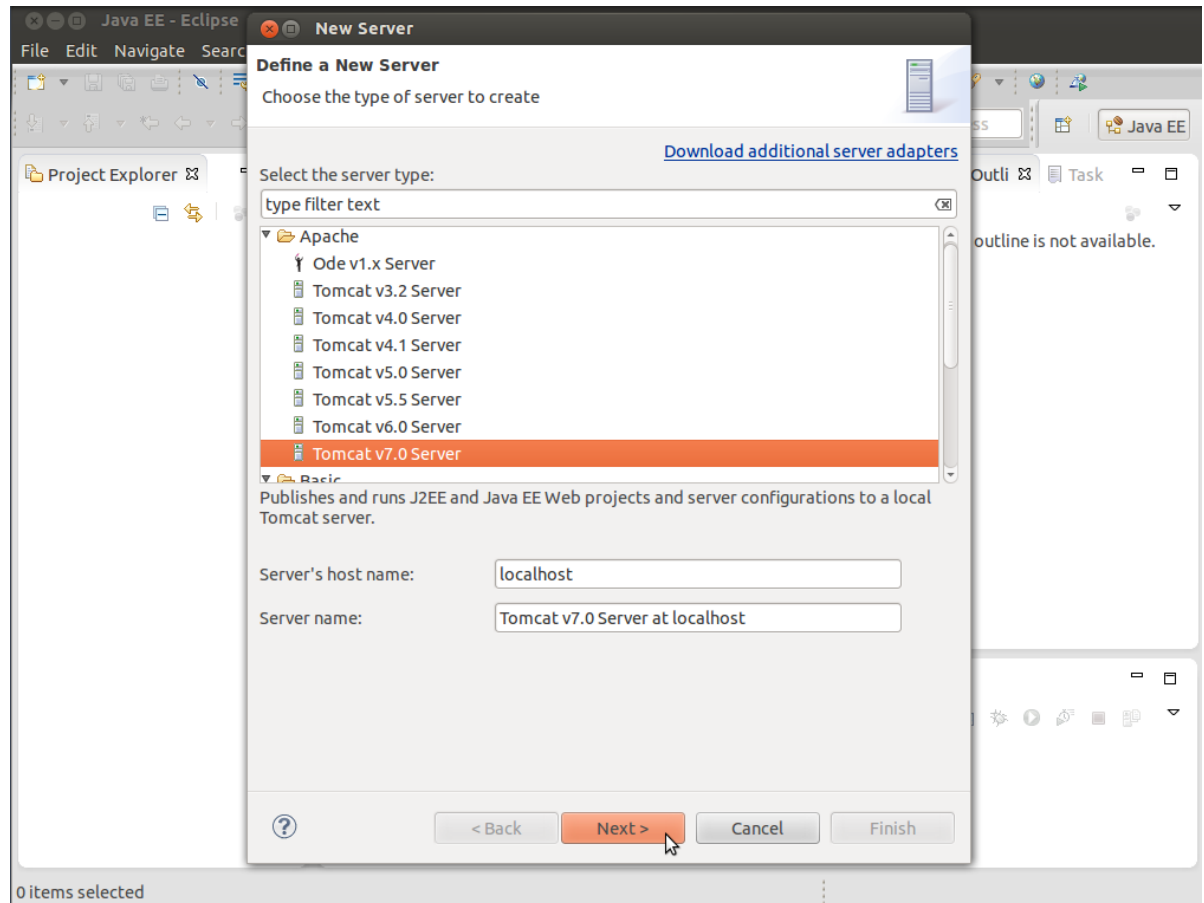 Java EE - Eclipse
File Edit Navigate Searc
New Server
Define a New Server
Choose the type of server to create
ss
Java EE
Download additional server adapters
Project Explorer
Select the server type:
type filter text
Outli
Task
outline is not available.
Apache
Ode v1.x Server
Tomcat v3.2 Server
Tomcat v4.0 Server
Tomcat v4.1 Server
Tomcat v5.0 Server
Tomcat v5.5 Server
Tomcat v6.0 Server
Tomcat v7.0 Server
Basic
Publishes and runs J2EE and Java EE Web projects and server configurations to a local
Tomcat server.
Server's host name:
localhost
Server name:
Tomcat v7.0 Server at localhost
< Back
Next >
Cancel
Finish
0 items selected